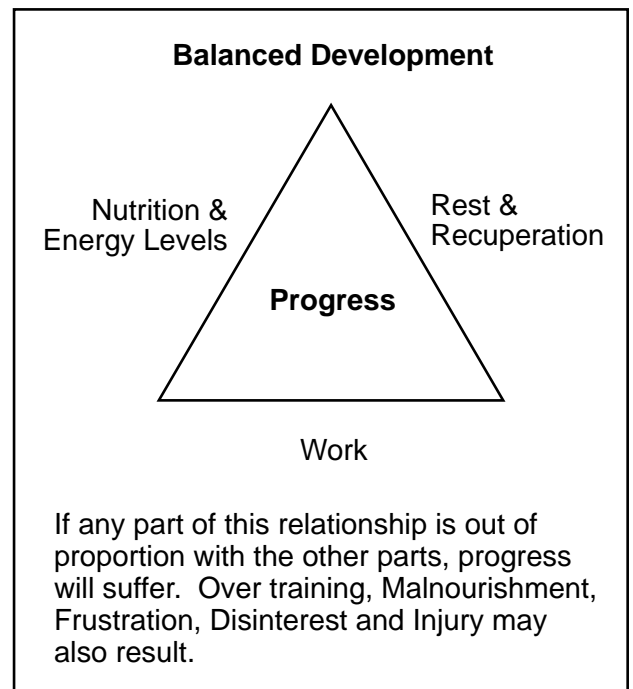 Balanced Development
Nutrition &
Energy Levels
Rest &
Recuperation
Progress
Work
If any part of this relationship is out of
proportion with the other parts, progress
will suffer.  Over training, Malnourishment,
Frustration, Disinterest and Injury may
also result.